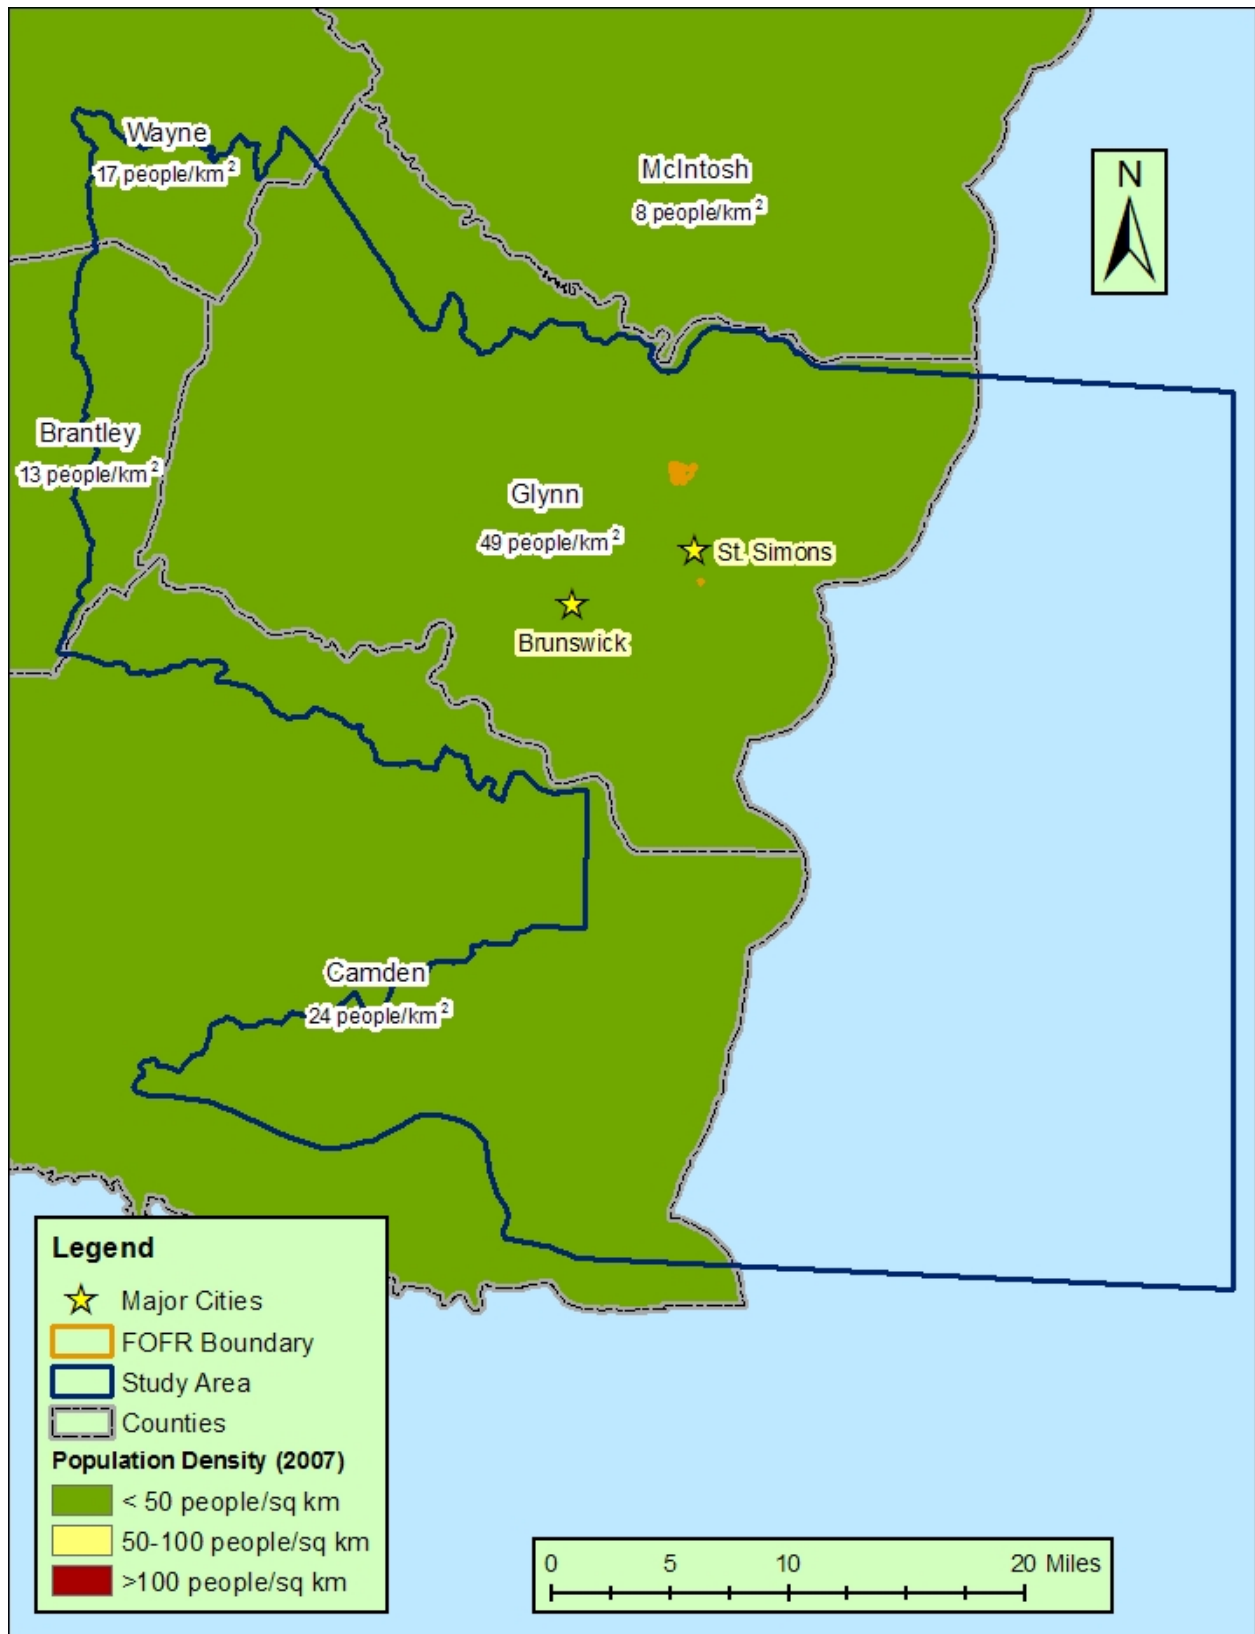 N
Wayne
17 people/km²
McIntosh
8 people/km²
Brantley
13 people/km²
Glynn
49 people/km²
St. Simons
Brunswick
Camden
24 people/km²
Legend
Major Cities
FOFR Boundary
Study Area
Counties
Population Density (2007)
< 50 people/sq km
50-100 people/sq km
>100 people/sq km
0 5 10 20 Miles